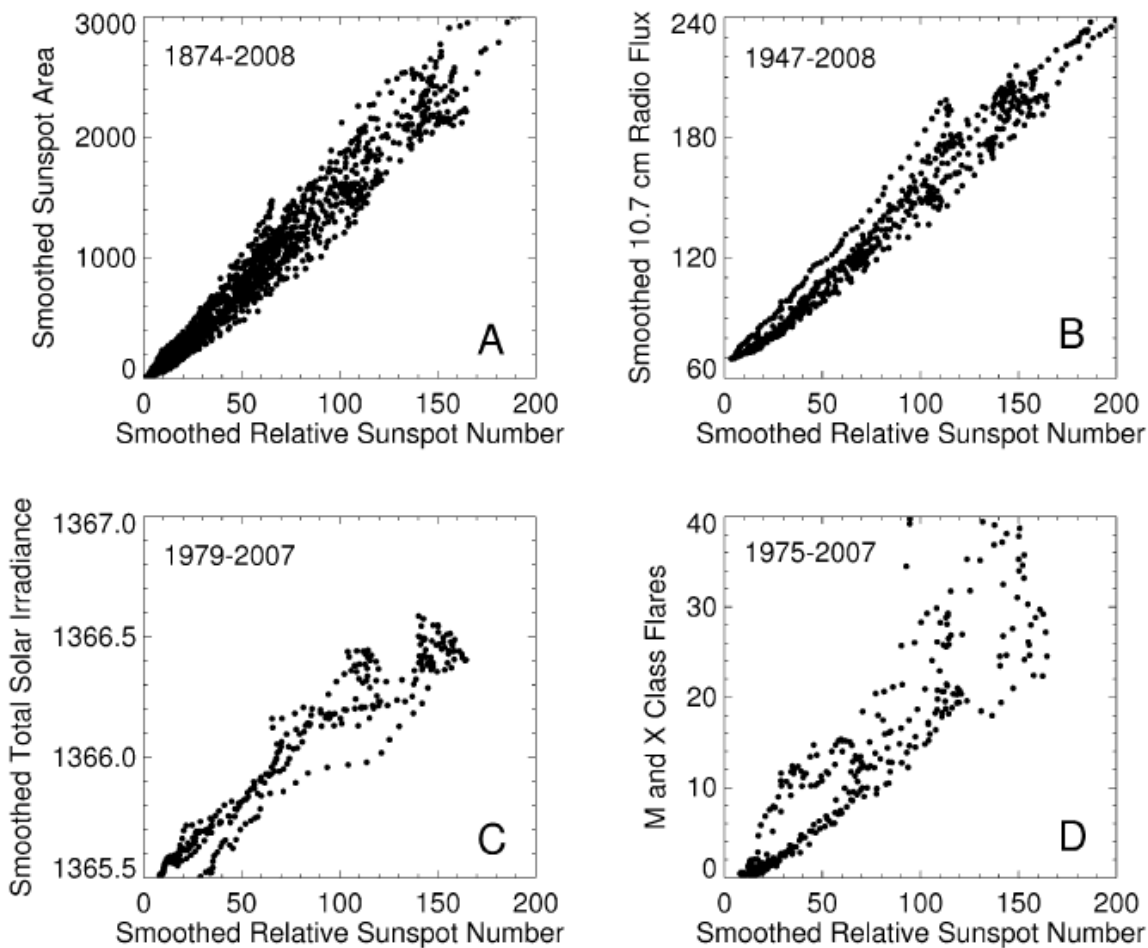 3000
2000
1000
0
Smoothed Sunspot Area
1874-2008
A
0 50 100 150 200
Smoothed Relative Sunspot Number
240
180
120
60
Smoothed 10.7 cm Radio Flux
1947-2008
B
0 50 100 150 200
Smoothed Relative Sunspot Number
1367.0
1366.5
1366.0
1365.5
Smoothed Total Solar Irradiance
1979-2007
C
0 50 100 150 200
Smoothed Relative Sunspot Number
40
30
20
10
0
M and X Class Flares
1975-2007
D
0 50 100 150 200
Smoothed Relative Sunspot Number